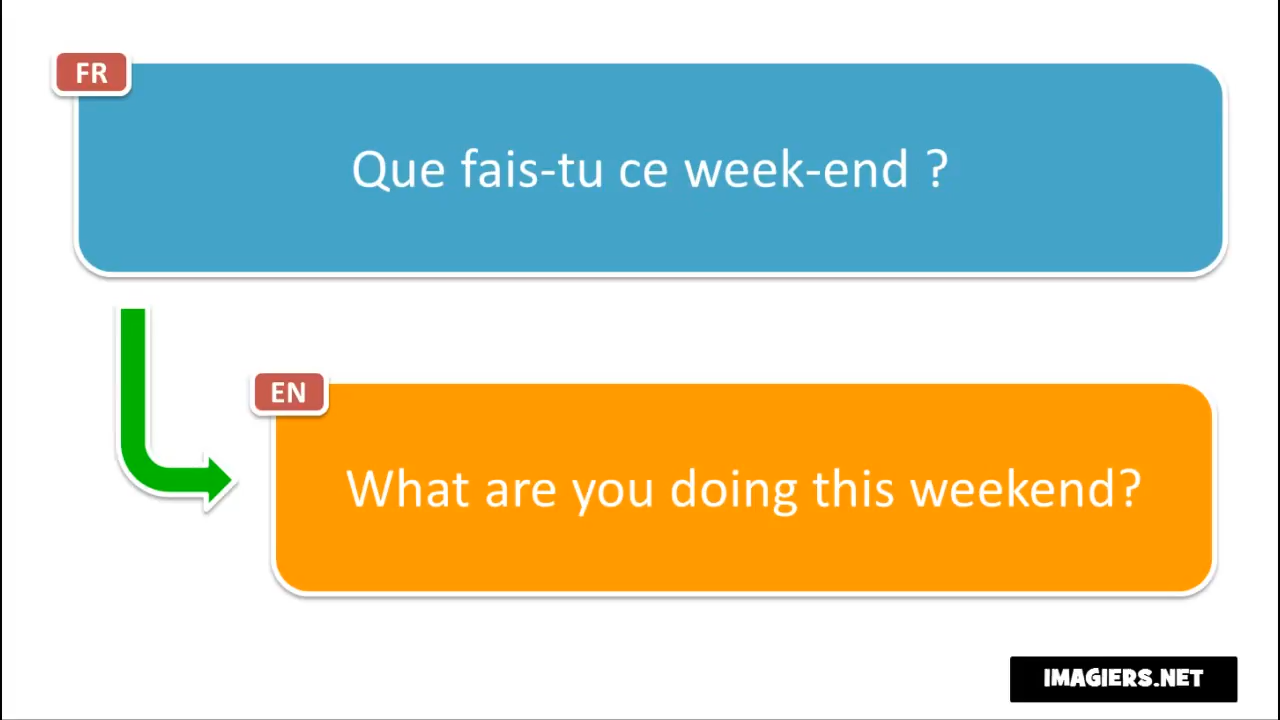 FR
Que fais-tu ce week-end ?
EN
What are you doing this weekend?
IMAGIERS.NET